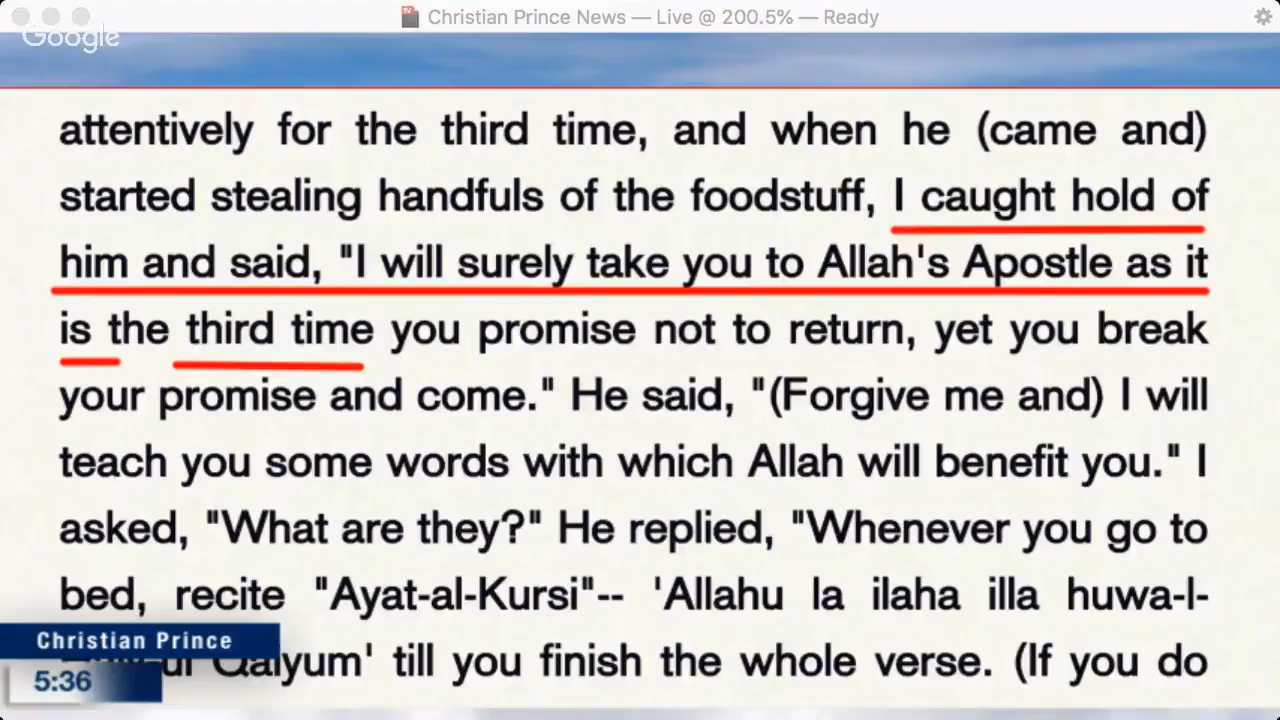 Christian Prince News — Live @ 200.5% — Ready
Google
attentively for the third time, and when he (came and)
started stealing handfuls of the foodstuff, I caught hold of
him and said, "I will surely take you to Allah's Apostle as it
is the third time you promise not to return, yet you break
your promise and come." He said, "(Forgive me and) I will
teach you some words with which Allah will benefit you." I
asked, "What are they?" He replied, "Whenever you go to
bed, recite "Ayat-al-Kursi"-- 'Allahu la ilaha illa huwa-l-
Qaiyum' till you finish the whole verse. (If you do
Christian Prince
5:36